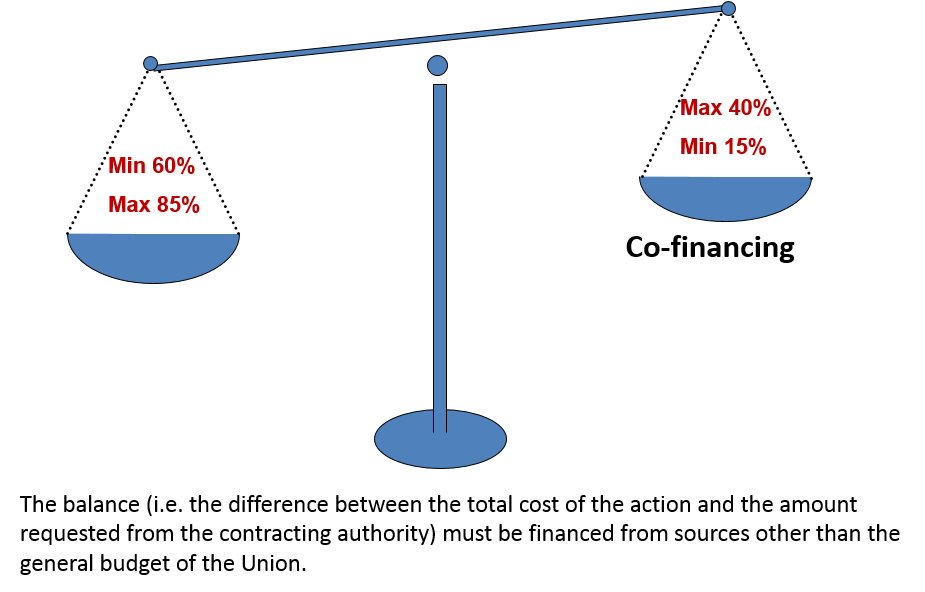 Min 60%
Max 85%
Max 40%
Min 15%
Co-financing
The balance (i.e. the difference between the total cost of the action and the amount
requested from the contracting authority) must be financed from sources other than the
general budget of the Union.